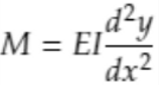 M = EI d²y/dx²